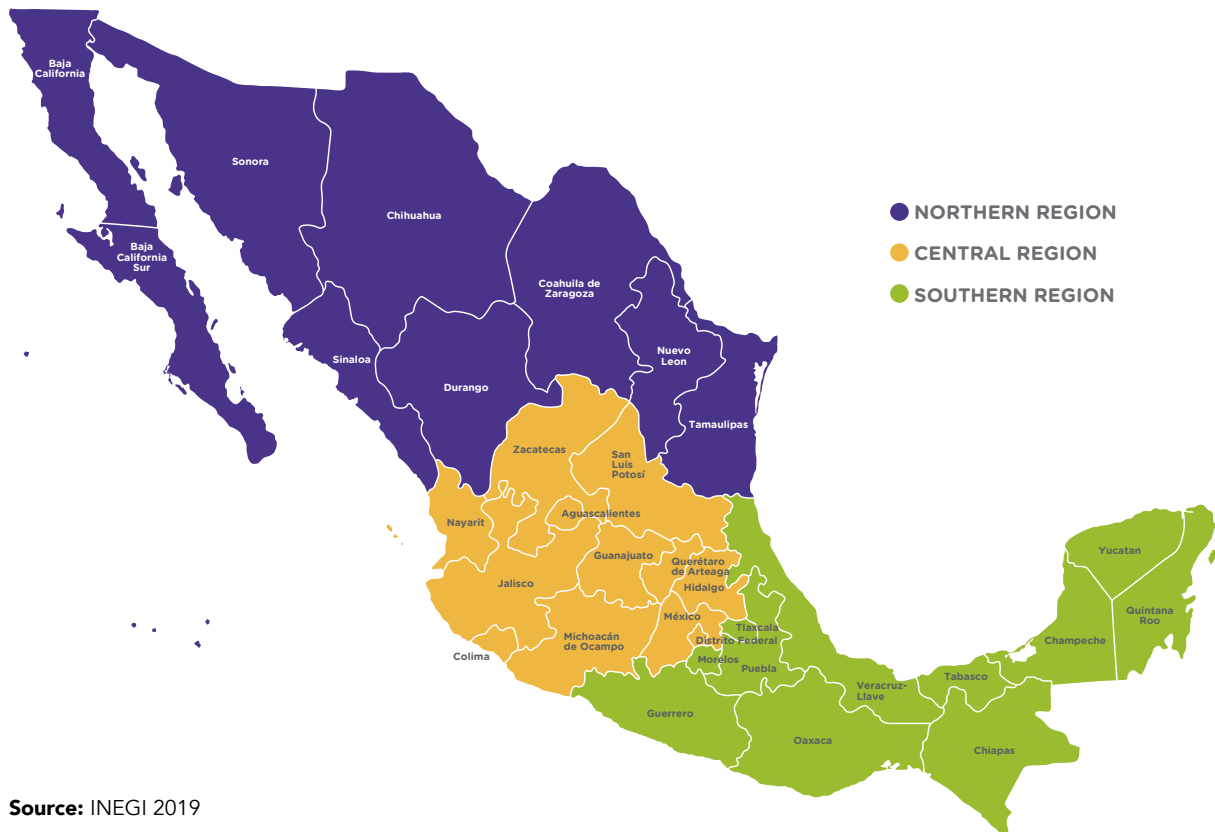 Baja
California
Sonora
Chihuahua
Baja
California
Sur
Coahuila de
Zaragoza
Nuevo
Leon
Sinaloa
Durango
Tamaulipas
NORTHERN REGION
CENTRAL REGION
SOUTHERN REGION
Zacatecas
San
Luis
Potosí
Aguascalientes
Nayarit
Guanajuato
Querétaro
de Arteaga
Hidalgo
Jalisco
México
Tlaxcala
Distrito Federal
Michoacán
de Ocampo
Colima
Morelos
Puebla
Yucatan
Quintana
Roo
Champeche
Tabasco
Veracruz-
Llave
Guerrero
Oaxaca
Chiapas
Source: INEGI 2019